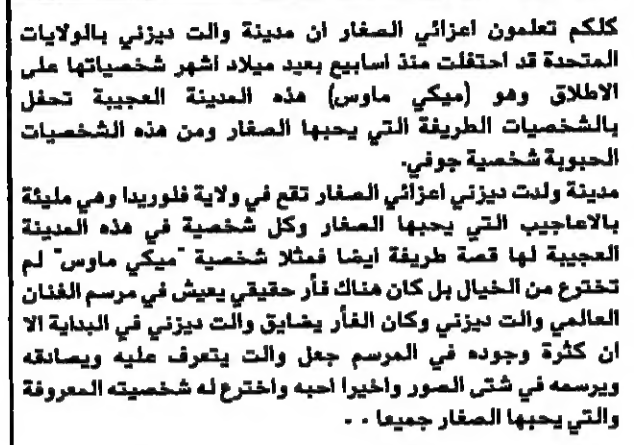 كلكم تعلمون اعزائي الصغار ان مدينة والت ديزني بالولايات
المتحدة قد احتفلت منذ اسابيع بعيد ميلاد اشهر شخصياتها على
الاطلاق وهو (ميكي ماوس) هذه المدينة العجيبة تحفل
بالشخصيات الطريفة التي يحبها الصغار ومن هذه الشخصيات
الحبوبة شخصية جوفي.
مدينة ولت ديزني اعزائي الصغار تقع في ولاية فلوريدا وهي مليئة
بالاعاجيب التي يحبها الصغار وكل شخصية في هذه المدينة
العجيبة لها قصة طريفة ايضا فمثلا شخصية "ميكي ماوس" لم
تخترع من الخيال بل كان هناك فأر حقيقي يعيش في مرسم الفنان
العالمي والت ديزني وكان الفأر يضايق والت ديزني في البداية الا
ان كثرة وجوده في المرسم جعل والت يتعرف عليه ويصادقه
ويرسمه في شتى الصور واخيرا احبه واخترع له شخصيته المعروفة
والتي يحبها الصغار جميعا . .